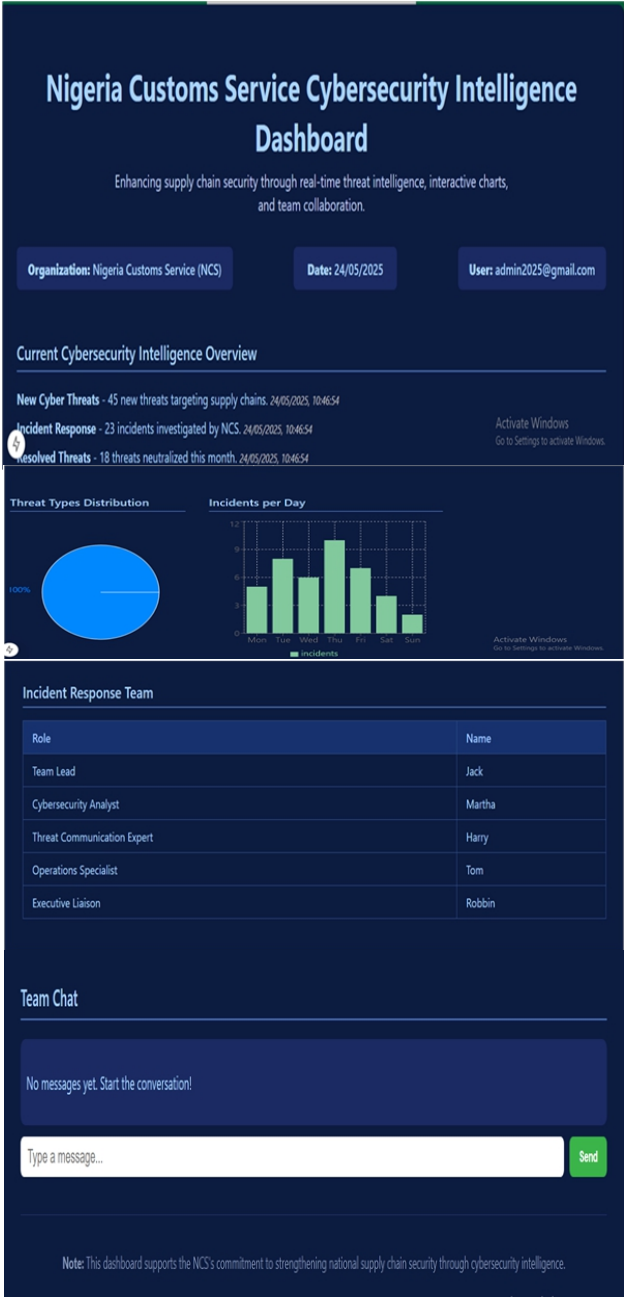 Nigeria Customs Service Cybersecurity Intelligence
Dashboard
Enhancing supply chain security through real-time threat intelligence, interactive charts,
and team collaboration.
Organization: Nigeria Customs Service (NCS)
Date: 24/05/2025
User: admin2025@gmail.com
Current Cybersecurity Intelligence Overview
New Cyber Threats - 45 new threats targeting supply chains. 24/05/2025, 10:46:54
Incident Response - 23 incidents investigated by NCS. 24/05/2025, 10:46:54
Resolved Threats - 18 threats neutralized this month. 24/05/2025, 10:46:54
Activate Windows
Go to Settings to activate Windows.
Threat Types Distribution
100%
Incidents per Day
12
9
6
3
0
Mon Tue Wed Thu Fri Sat Sun
incidents
Activate Windows
Go to Settings to activate Windows.
Incident Response Team
Role Name
Team Lead Jack
Cybersecurity Analyst Martha
Threat Communication Expert Harry
Operations Specialist Tom
Executive Liaison Robbin
Team Chat
No messages yet. Start the conversation!
Type a message...
Send
Note: This dashboard supports the NCS's commitment to strengthening national supply chain security through cybersecurity intelligence.